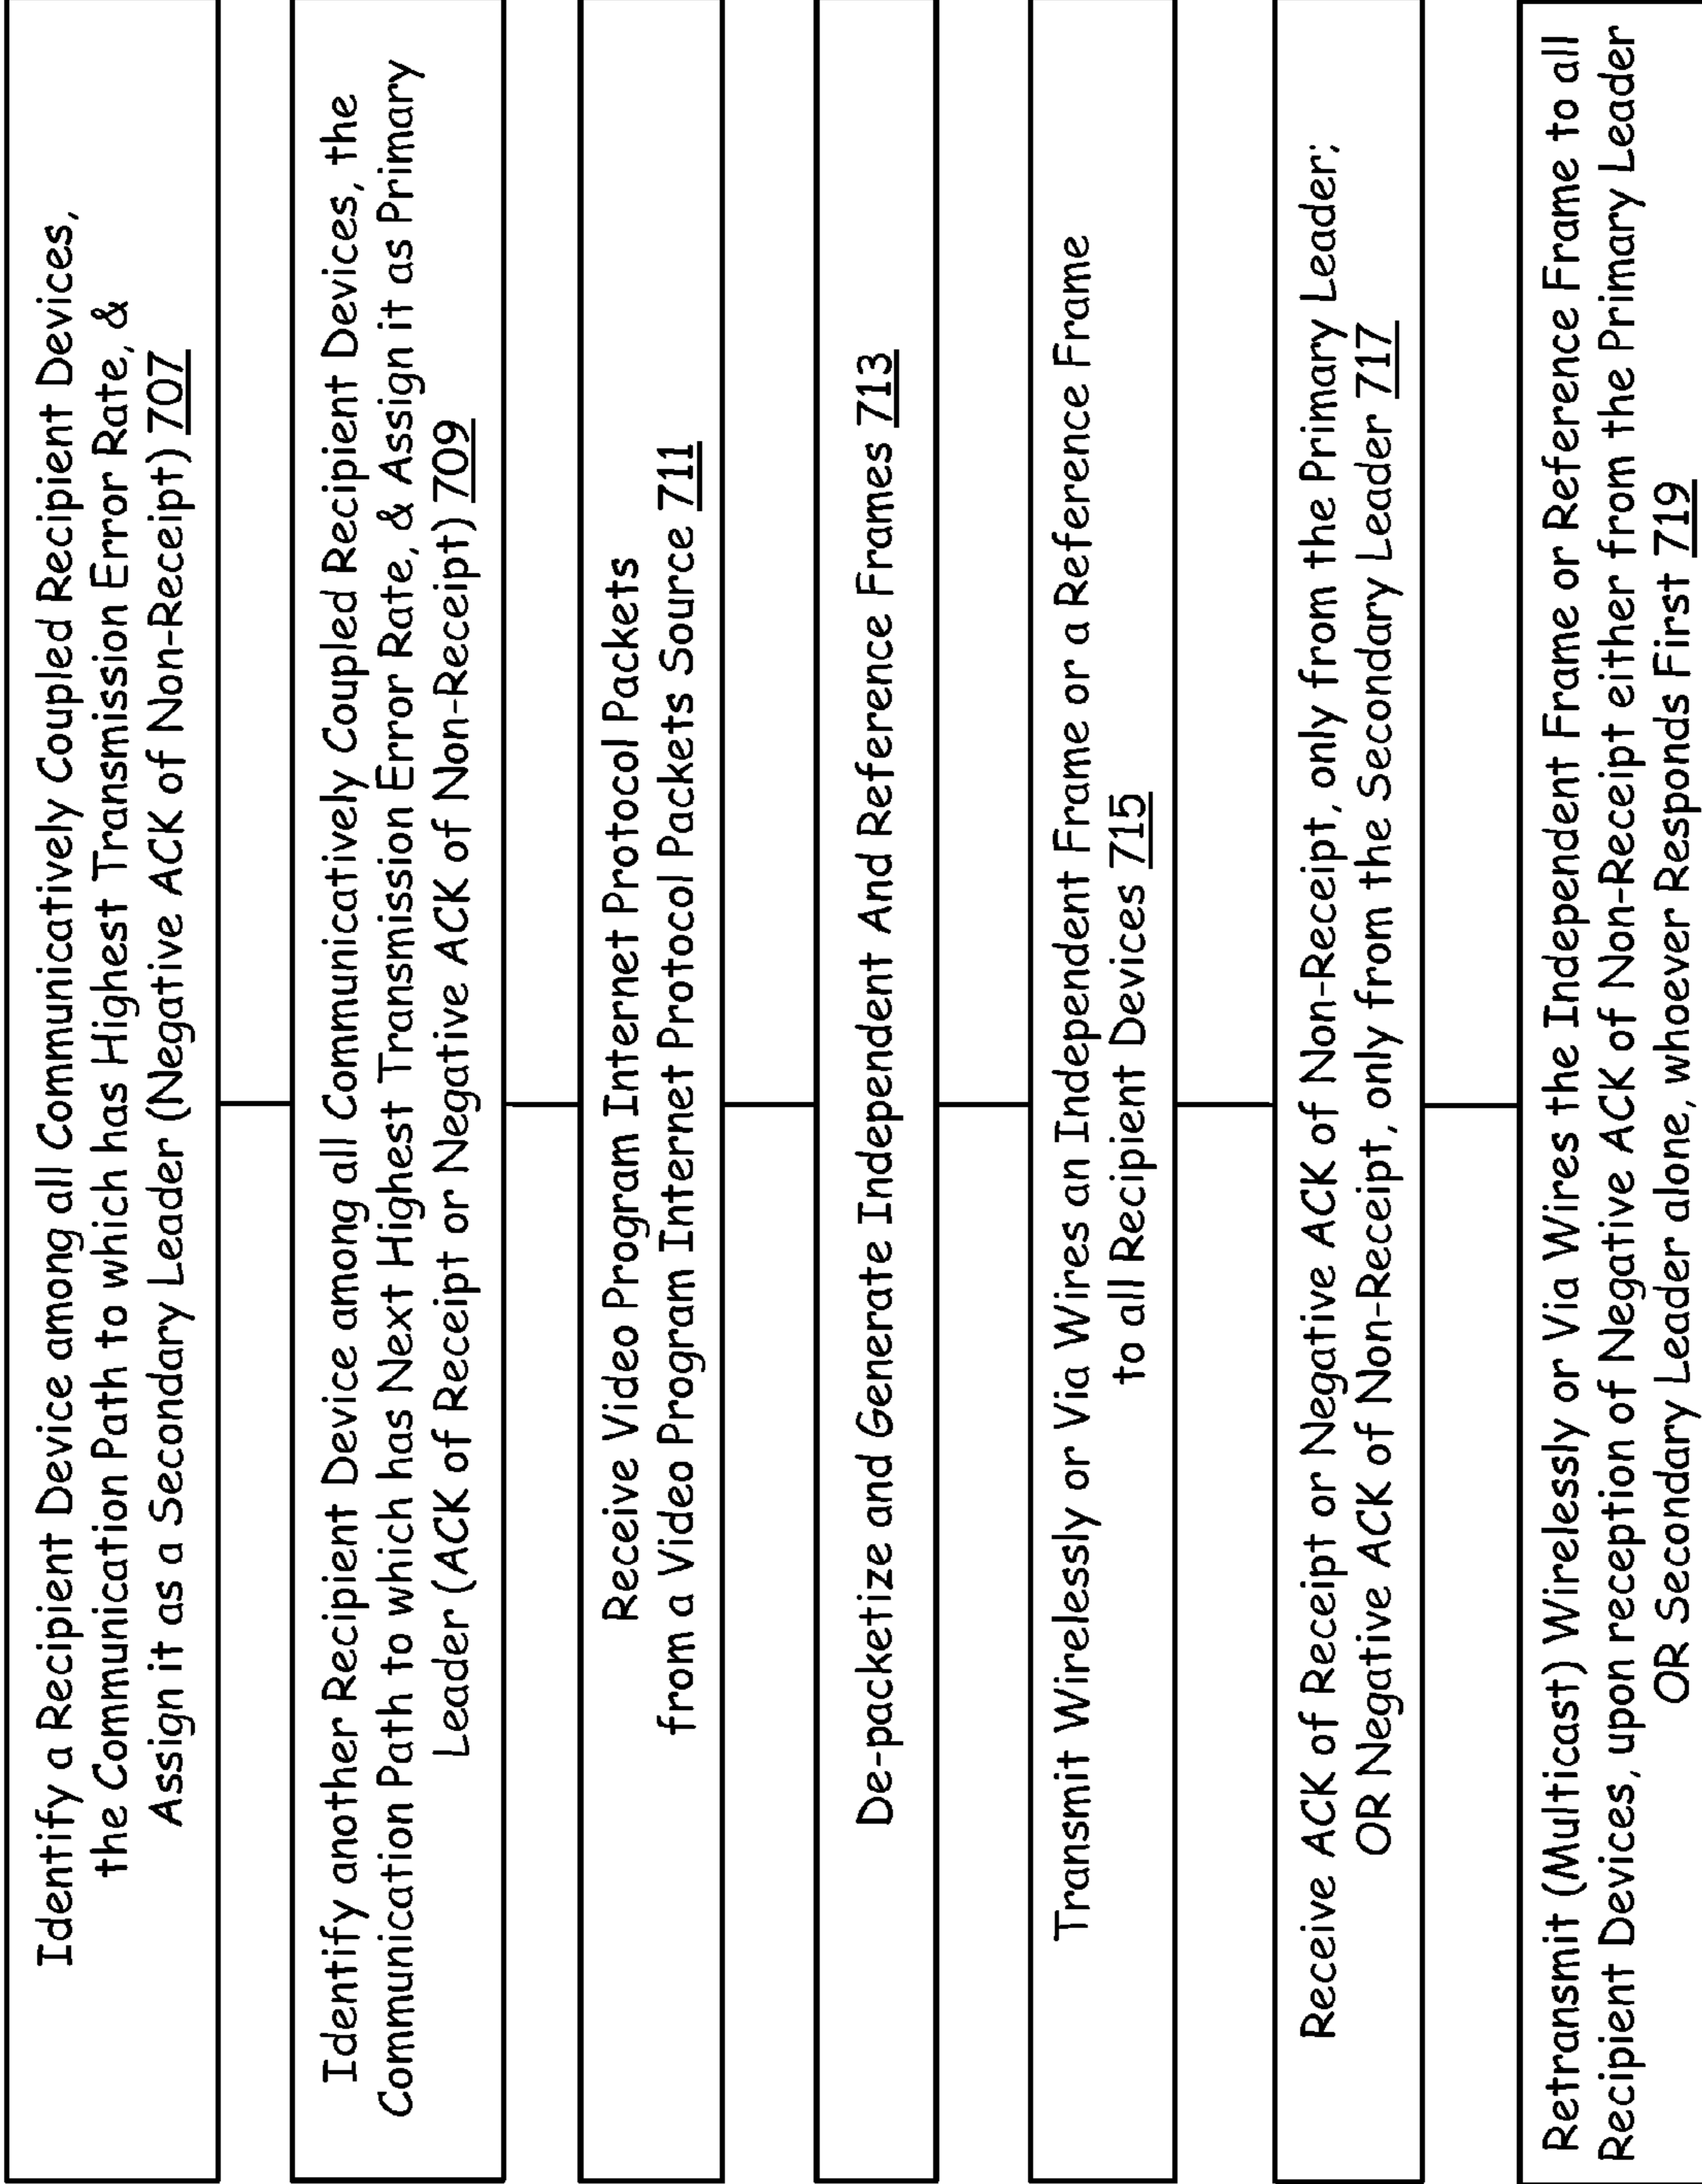 Identify a Recipient Device among all Communicatively Coupled Recipient Devices,
the Communication Path to which has Highest Transmission Error Rate, &
Assign it as a Secondary Leader (Negative ACK of Non-Receipt) 707
Identify another Recipient Device among all Communicatively Coupled Recipient Devices, the
Communication Path to which has Next Highest Transmission Error Rate, & Assign it as Primary
Leader (ACK of Receipt or Negative ACK of Non-Receipt) 709
Receive Video Program Internet Protocol Packets
from a Video Program Internet Protocol Packets Source 711
De-packetize and Generate Independent And Reference Frames 713
Transmit Wirelessly or Via Wires an Independent Frame or a Reference Frame
to all Recipient Devices 715
Receive ACK of Receipt or Negative ACK of Non-Receipt, only from the Primary Leader;
OR Negative ACK of Non-Receipt, only from the Secondary Leader 717
Retransmit (Multicast) Wirelessly or Via Wires the Independent Frame or Reference Frame to all
Recipient Devices, upon reception of Negative ACK of Non-Receipt either from the Primary Leader
OR Secondary Leader alone, whoever Responds First 719